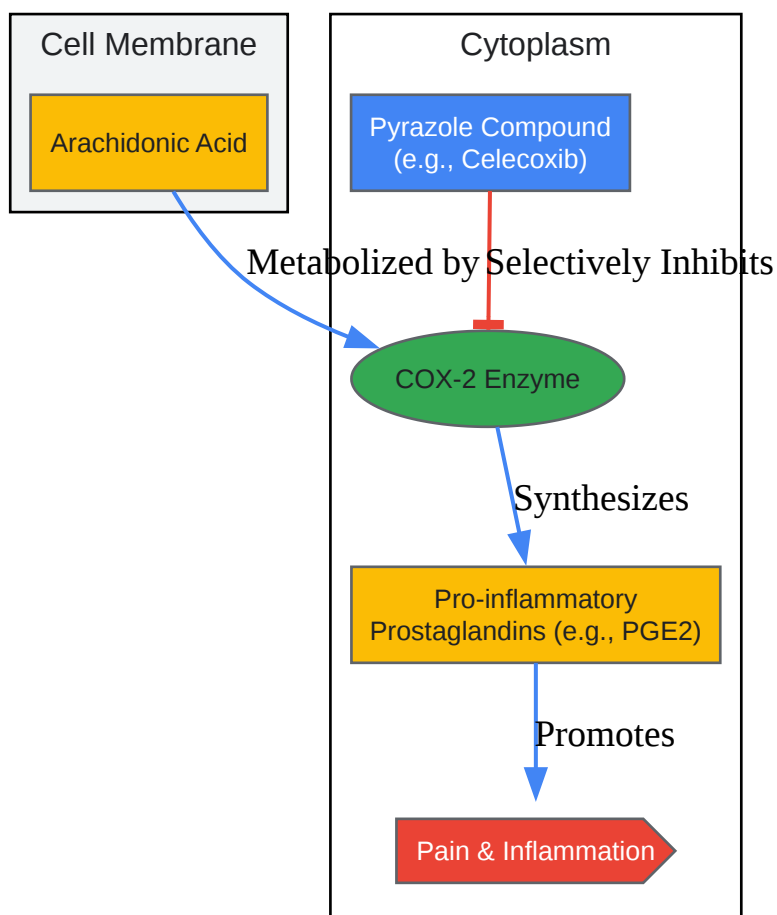 Cell Membrane
Cytoplasm
Arachidonic Acid
Pyrazole Compound
(e.g., Celecoxib)
Metabolized by
Selectively Inhibits
COX-2 Enzyme
Synthesizes
Pro-inflammatory
Prostaglandins (e.g., PGE2)
Promotes
Pain & Inflammation